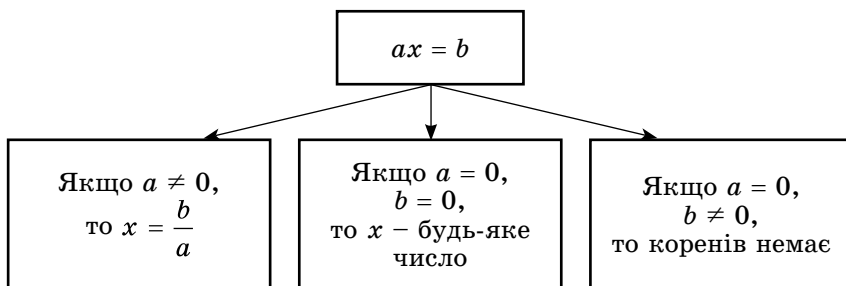 ax = b
Якщо a ≠ 0,
то x = b/a
Якщо a = 0,
b = 0,
то x – будь-яке
число
Якщо a = 0,
b ≠ 0,
то коренів немає